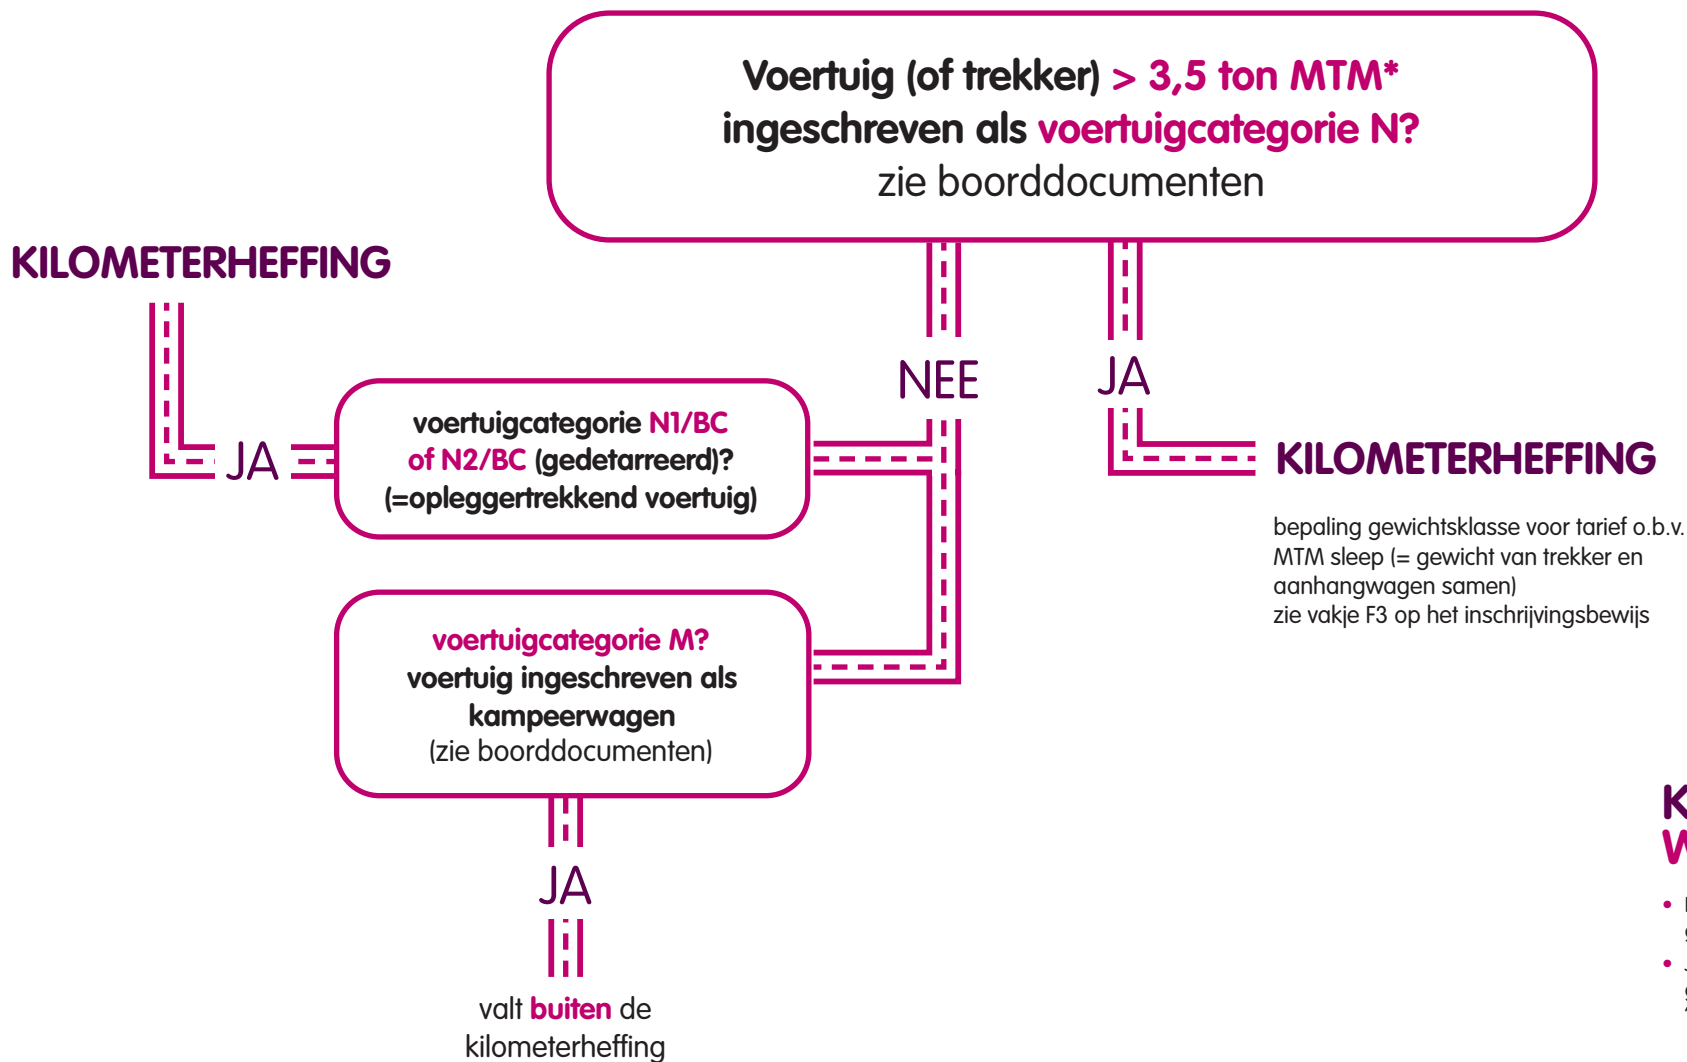 Voertuig (of trekker) > 3,5 ton MTM*
ingeschreven als voertuigcategorie N?
zie boorddocumenten
KILOMETERHEFFING
NEE
JA
voertuigcategorie N1/BC
of N2/BC (gedetarreerd)?
(=opleggertrekkend voertuig)
JA
KILOMETERHEFFING
bepaling gewichtsklasse voor tarief o.b.v.
MTM sleep (= gewicht van trekker en
aanhangwagen samen)
zie vakje F3 op het inschrijvingsbewijs
voertuigcategorie M?
voertuig ingeschreven als
kampeerwagen
(zie boorddocumenten)
JA
valt buiten de
kilometerheffing